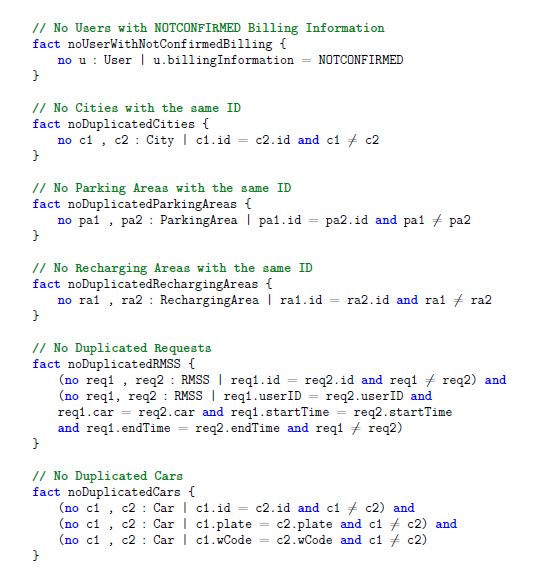 // No Users with NOTCONFIRMED Billing Information
fact noUserWithNotConfirmedBilling {
no u : User | u.billingInformation = NOTCONFIRMED
}
// No Cities with the same ID
fact noDuplicatedCities {
no c1 , c2 : City | c1.id = c2.id and c1 ≠ c2
}
// No Parking Areas with the same ID
fact noDuplicatedParkingAreas {
no pa1 , pa2 : ParkingArea | pa1.id = pa2.id and pa1 ≠ pa2
}
// No Recharging Areas with the same ID
fact noDuplicatedRechargingAreas {
no ra1 , ra2 : RechargingArea | ra1.id = ra2.id and ra1 ≠ ra2
}
// No Duplicated Requests
fact noDuplicatedRMSS {
(no req1 , req2 : RMSS | req1.id = req2.id and req1 ≠ req2) and
(no req1, req2 : RMSS | req1.userID = req2.userID and
req1.car = req2.car and req1.startTime = req2.startTime
and req1.endTime = req2.endTime and req1 ≠ req2)
}
// No Duplicated Cars
fact noDuplicatedCars {
(no c1 , c2 : Car | c1.id = c2.id and c1 ≠ c2) and
(no c1 , c2 : Car | c1.plate = c2.plate and c1 ≠ c2) and
(no c1 , c2 : Car | c1.wCode = c2.wCode and c1 ≠ c2)
}